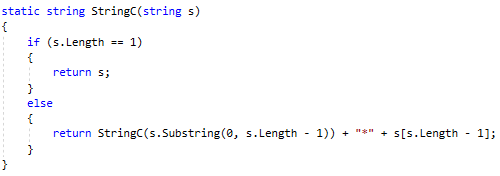 static string StringC(string s)
{
    if (s.Length == 1)
    {
        return s;
    }
    else
    {
        return StringC(s.Substring(0, s.Length - 1)) + "*" + s[s.Length - 1];
    }
}